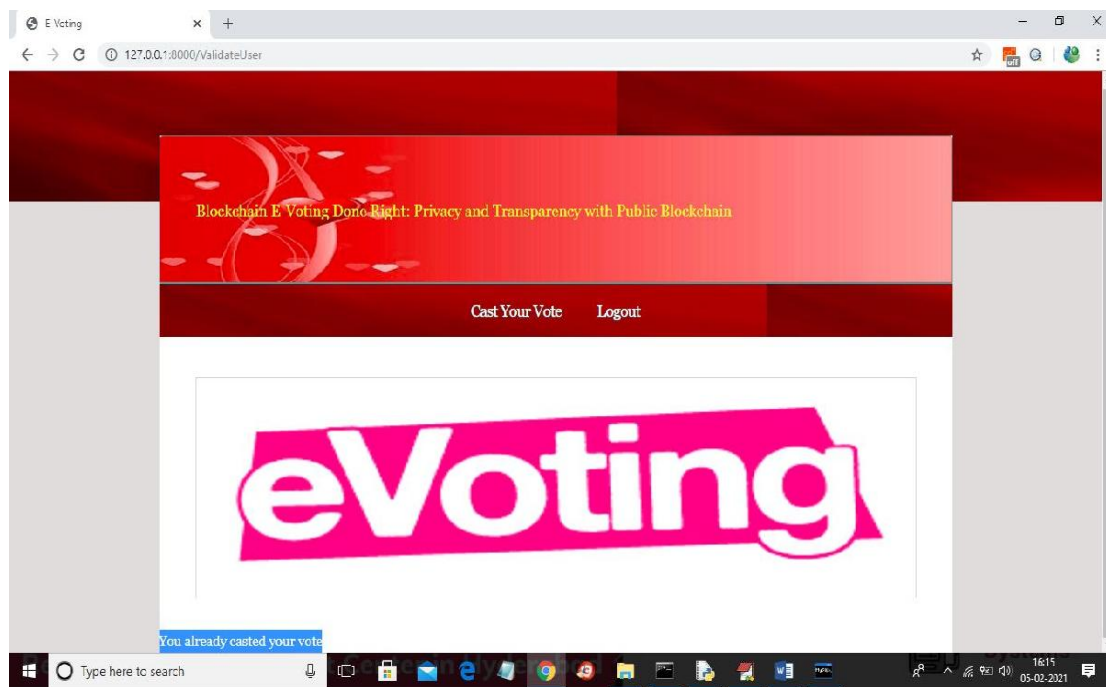 E Voting
127.0.0.1:8000/ValidateUser
off
Blockchain E Voting Done Right: Privacy and Transparency with Public Blockchain
Cast Your Vote Logout
eVoting
You already casted your vote
Type here to search
16:15
05-02-2021